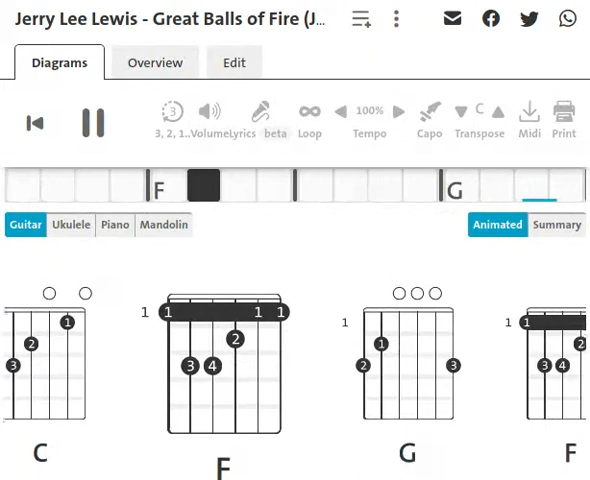 Jerry Lee Lewis - Great Balls of Fire (J...
Diagrams Overview Edit
3 100% C
3, 2, 1.. Volume Lyrics beta Loop Tempo Capo Transpose Midi Print
F G
Guitar Ukulele Piano Mandolin Animated Summary
1 1 1 1 1 1 1 1
2 2 1 2
3 3 4 2 3 3 4
C F G F